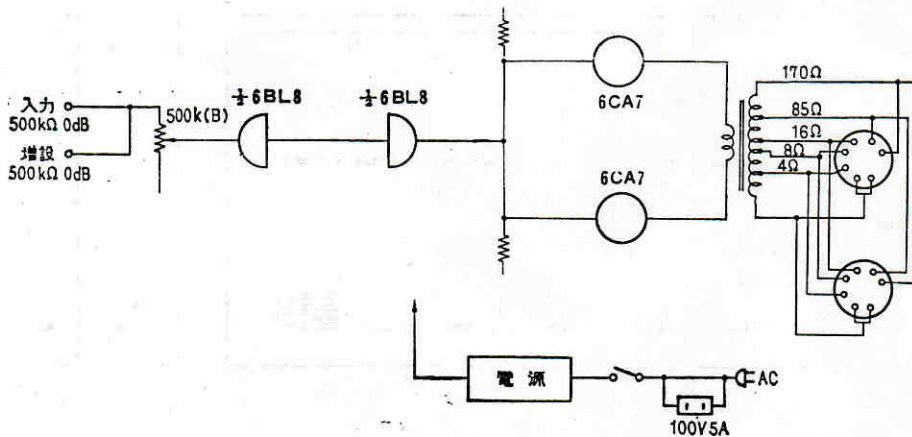 入力
500kΩ 0dB
増設
500kΩ 0dB
500k(B)
½ 6BL8
½ 6BL8
6CA7
6CA7
170Ω
85Ω
16Ω
8Ω
4Ω
電源
AC
100V5A